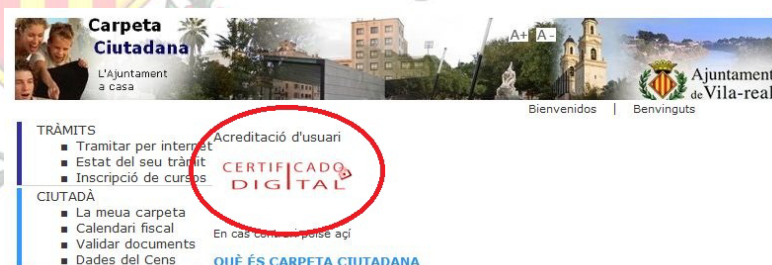 Carpeta
Ciutadana
L'Ajuntament
a casa
A+ A-
Ajuntament
de Vila-real
Bienvenidos | Benvinguts
TRÀMITS
Tramitar per internet
Estat del seu tràmit
Inscripció de cursos
CIUTADÀ
La meua carpeta
Calendari fiscal
Validar documents
Dades del Cens
Acreditació d'usuari
CERTIFICADO
DIGITAL
En cas contrari polse açí
QUÈ ÉS CARPETA CIUTADANA